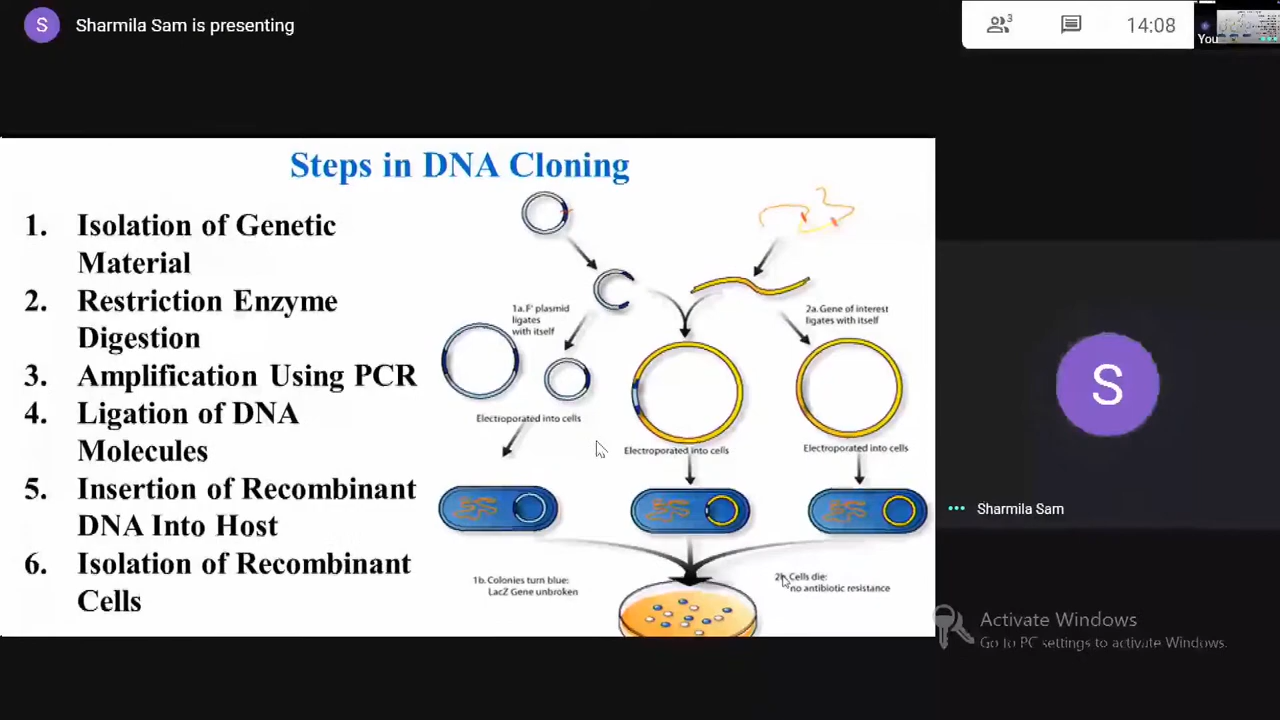 S
Sharmila Sam is presenting
3
14:08
You
Steps in DNA Cloning
1. Isolation of Genetic
Material
2. Restriction Enzyme
Digestion
3. Amplification Using PCR
4. Ligation of DNA
Molecules
5. Insertion of Recombinant
DNA Into Host
6. Isolation of Recombinant
Cells
1a. F' plasmid
ligates
with itself
2a. Gene of interest
ligates with itself
Electroporated into cells
Electroporated into cells
Electroporated into cells
1b. Colonies turn blue:
LacZ Gene unbroken
2b. Cells die:
no antibiotic resistance
S
Sharmila Sam
Activate Windows
Go to PC settings to activate Windows.